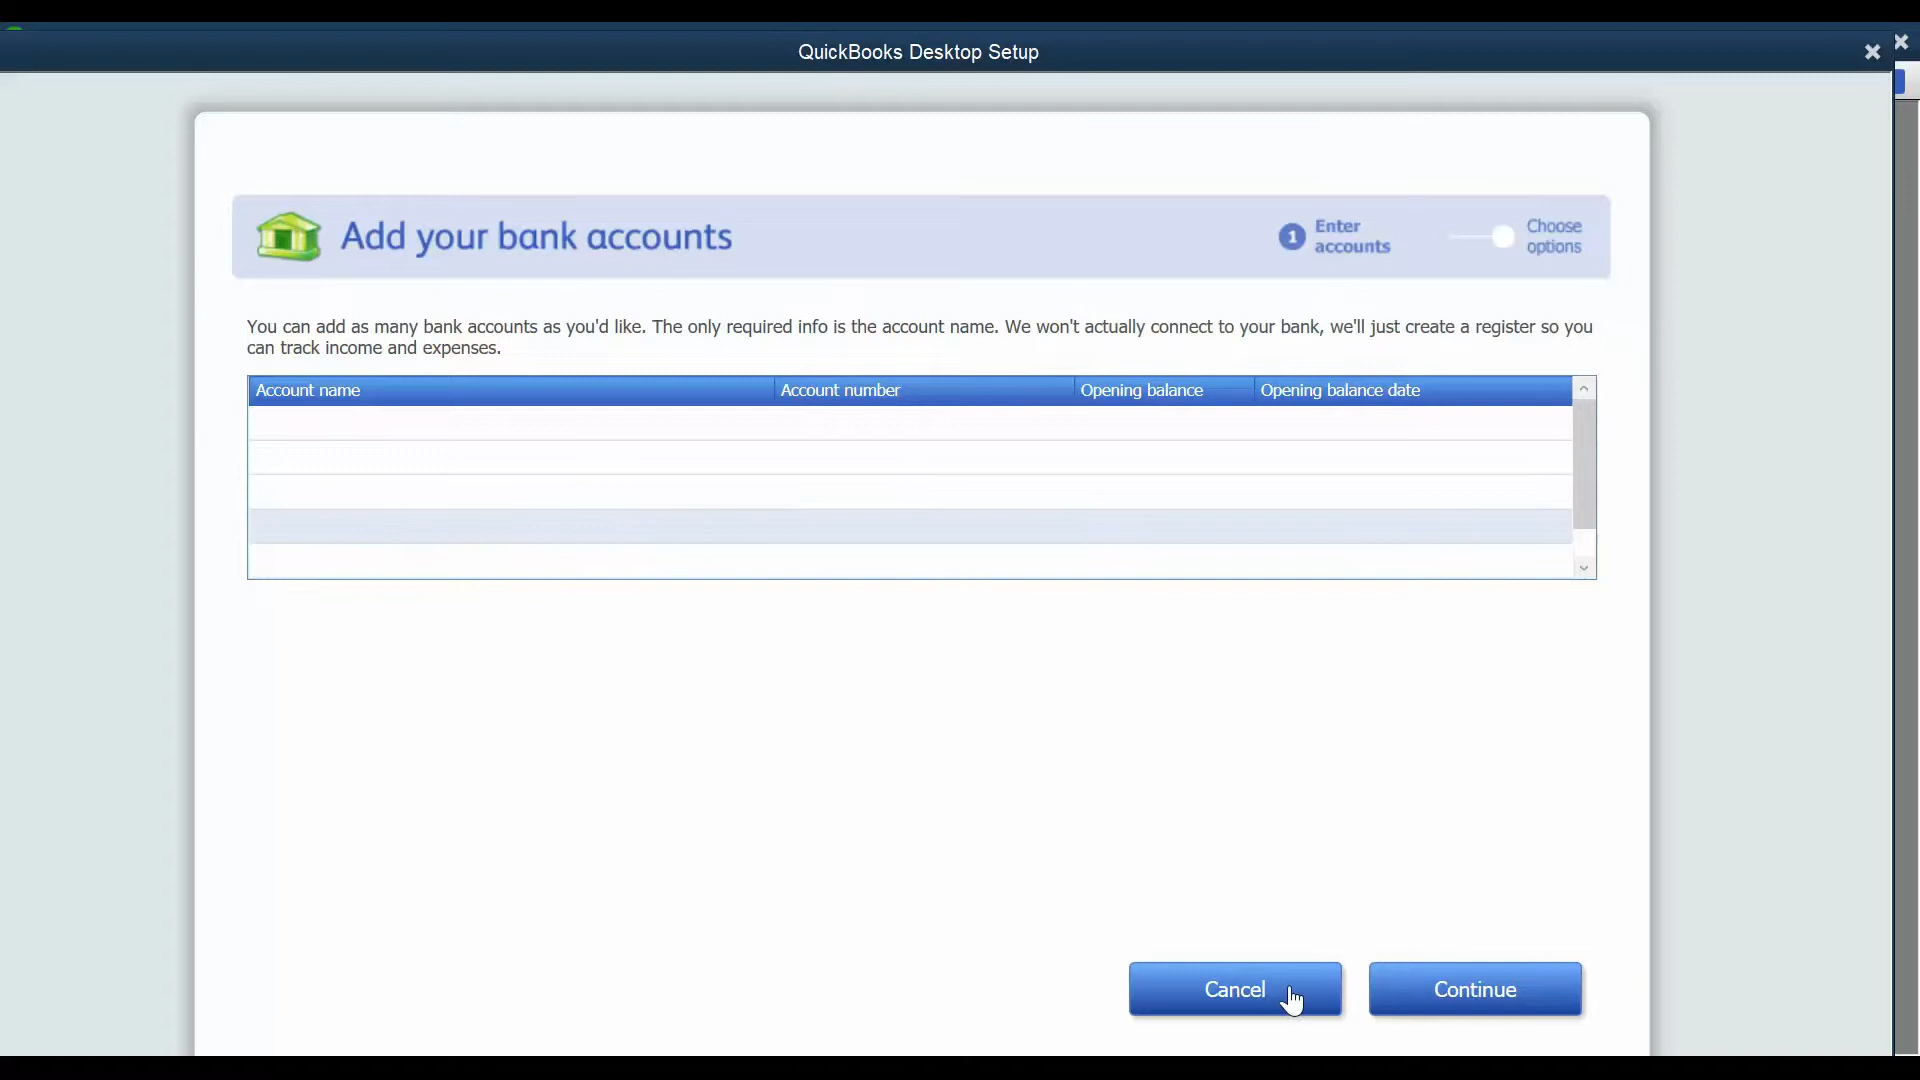 QuickBooks Desktop Setup
Add your bank accounts
1 Enter
accounts
Choose
options
You can add as many bank accounts as you'd like. The only required info is the account name. We won't actually connect to your bank, we'll just create a register so you
can track income and expenses.
Account name Account number Opening balance Opening balance date
Cancel Continue